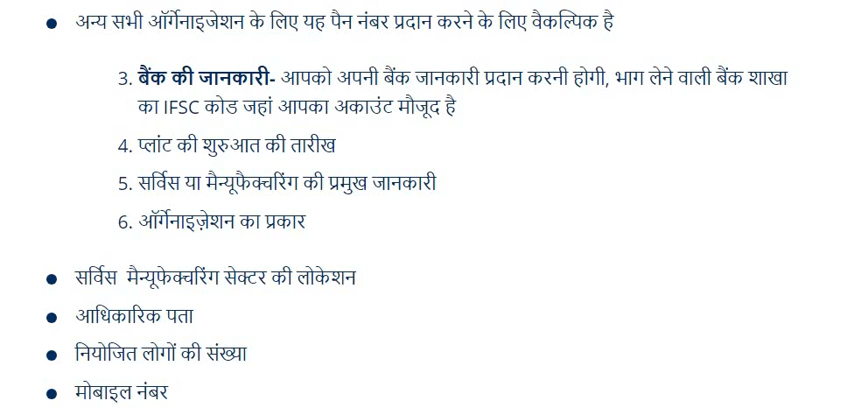 ● अन्य सभी ऑर्गेनाइजेशन के लिए यह पैन नंबर प्रदान करने के लिए वैकल्पिक है
3. बैंक की जानकारी- आपको अपनी बैंक जानकारी प्रदान करनी होगी, भाग लेने वाली बैंक शाखा
का IFSC कोड जहां आपका अकाउंट मौजूद है
4. प्लांट की शुरुआत की तारीख
5. सर्विस या मैन्यूफैक्चरिंग की प्रमुख जानकारी
6. ऑर्गेनाइज़ेशन का प्रकार
● सर्विस मैन्यूफेक्चरिंग सेक्टर की लोकेशन
● आधिकारिक पता
● नियोजित लोगों की संख्या
● मोबाइल नंबर